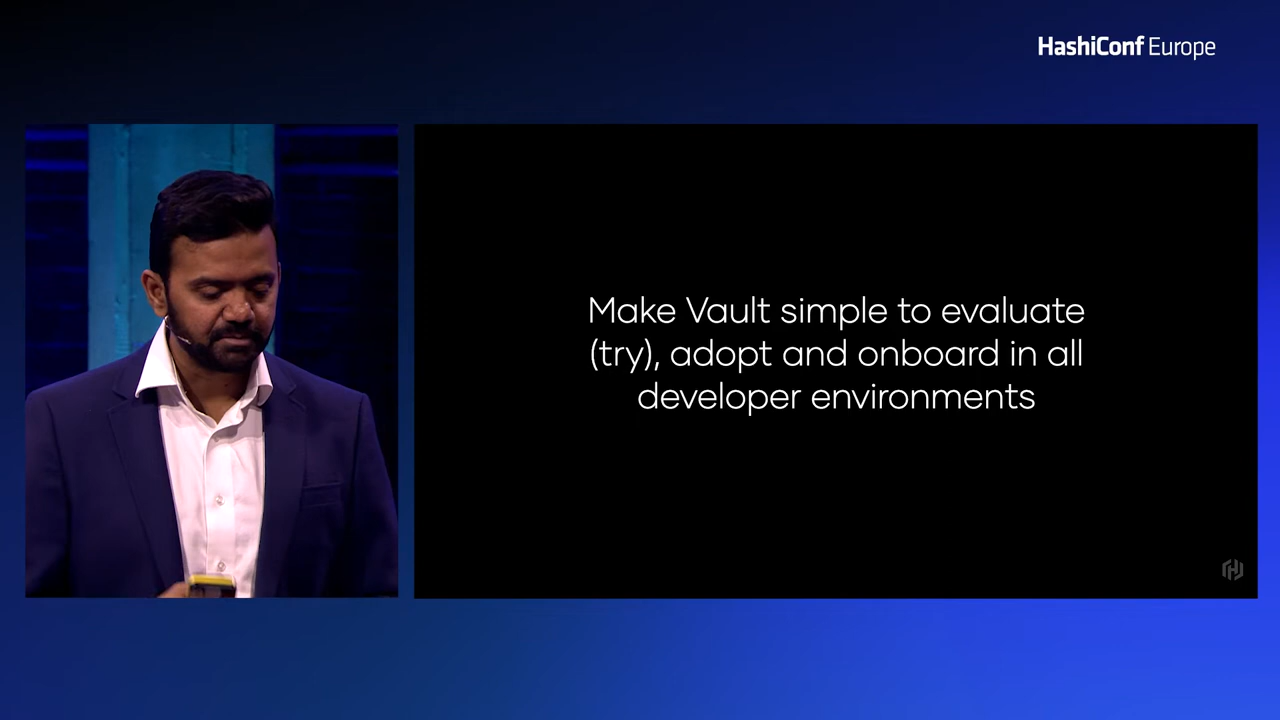 HashiConf Europe
Make Vault simple to evaluate
(try), adopt and onboard in all
developer environments